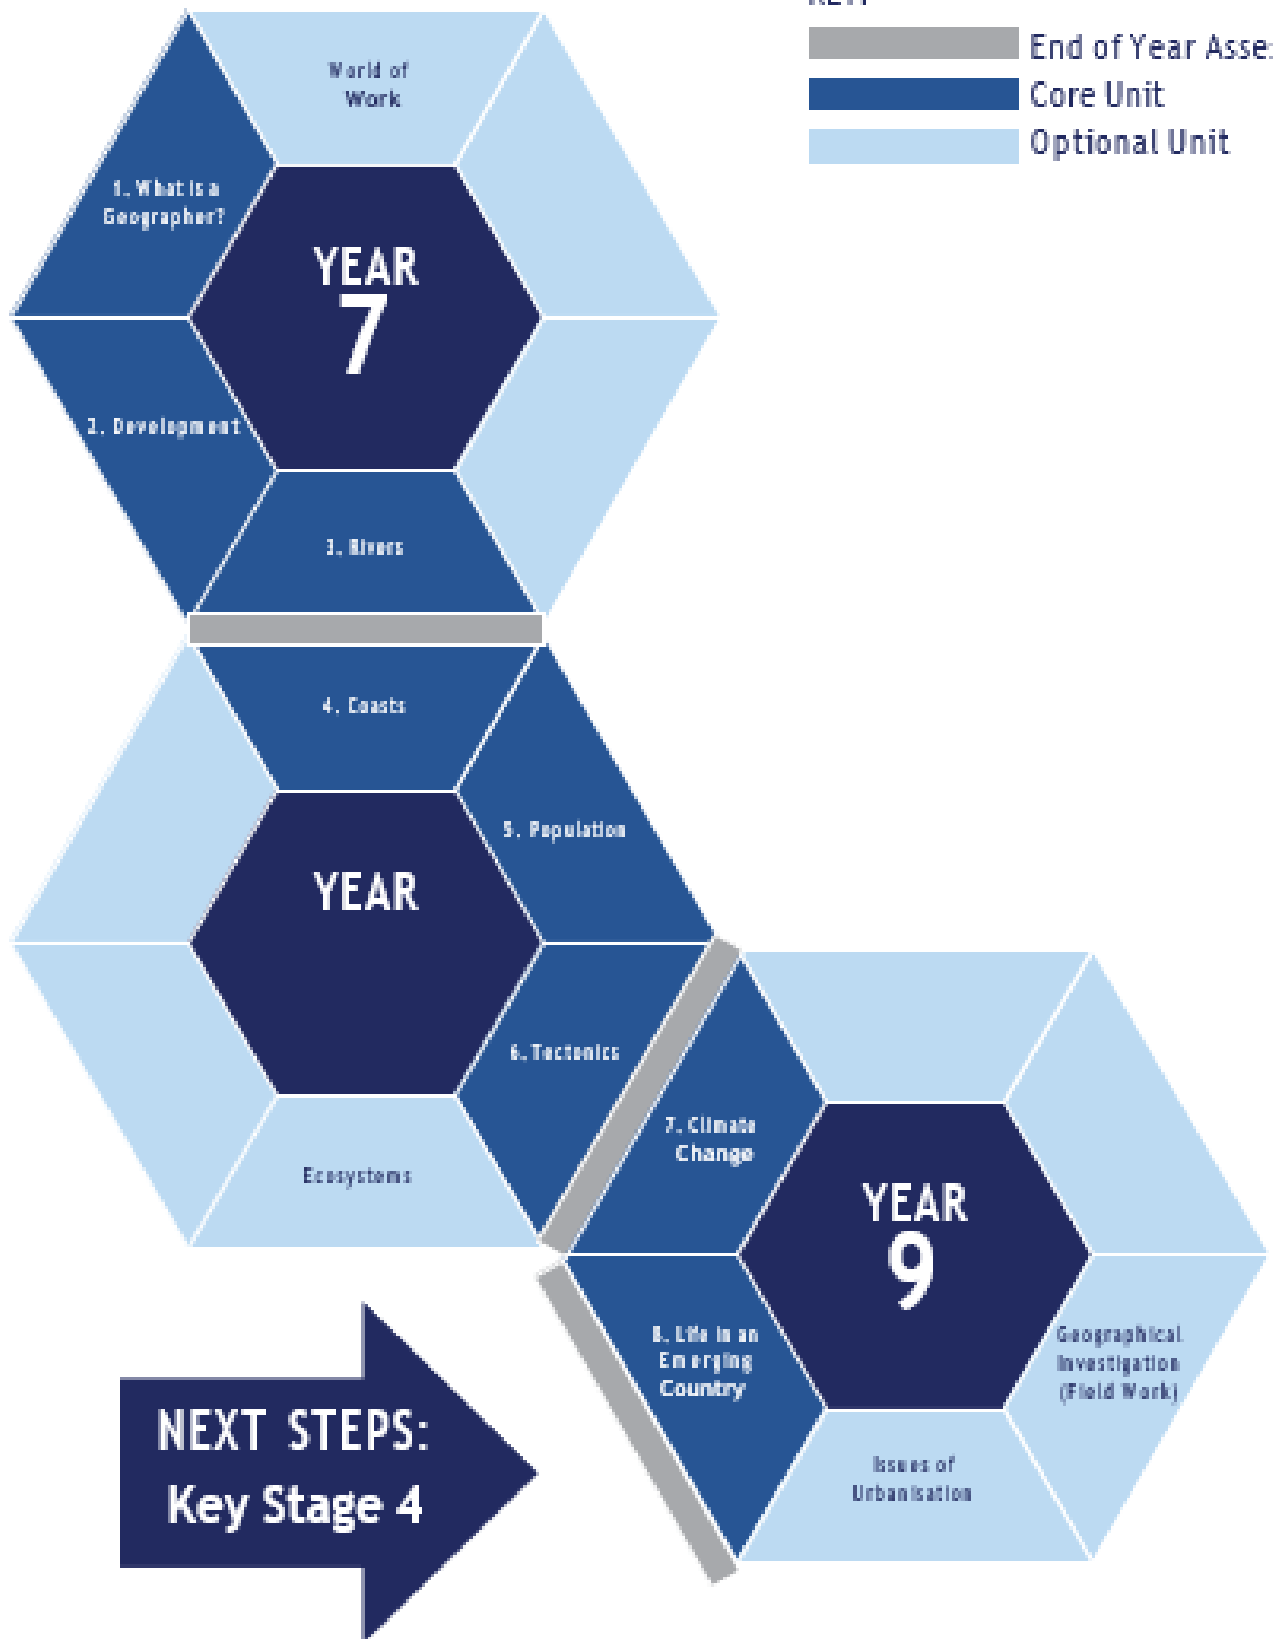 End of Year Asse
Core Unit
Optional Unit
World of
Work
1. What is a
Geographer?
YEAR
7
2. Development
3. Rivers
4. Coasts
5. Population
YEAR
6. Tectonics
Ecosystems
7. Climate
Change
YEAR
9
8. Life in an
Emerging
Country
Geographical
Investigation
(Field Work)
Issues of
Urbanisation
NEXT STEPS:
Key Stage 4